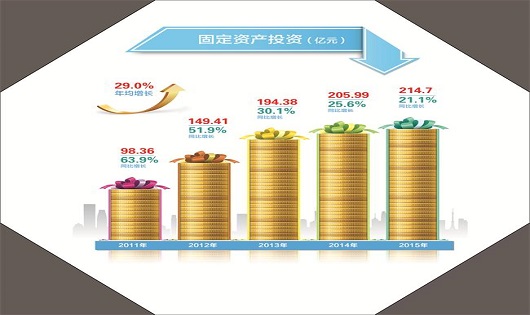 固定资产投资（亿元）
29.0%
年均增长
98.36
63.9%
同比增长
149.41
51.9%
同比增长
194.38
30.1%
同比增长
205.99
25.6%
同比增长
214.7
21.1%
同比增长
2011年
2012年
2013年
2014年
2015年